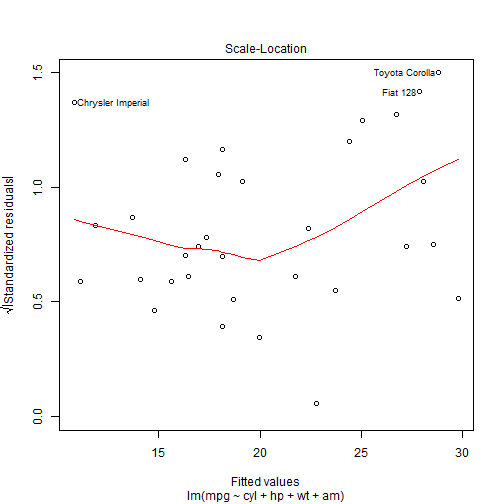 Scale-Location
1.5
1.0
0.5
0.0
√|Standardized residuals|
Toyota Corolla
Fiat 128
Chrysler Imperial
15 20 25 30
Fitted values
lm(mpg ~ cyl + hp + wt + am)